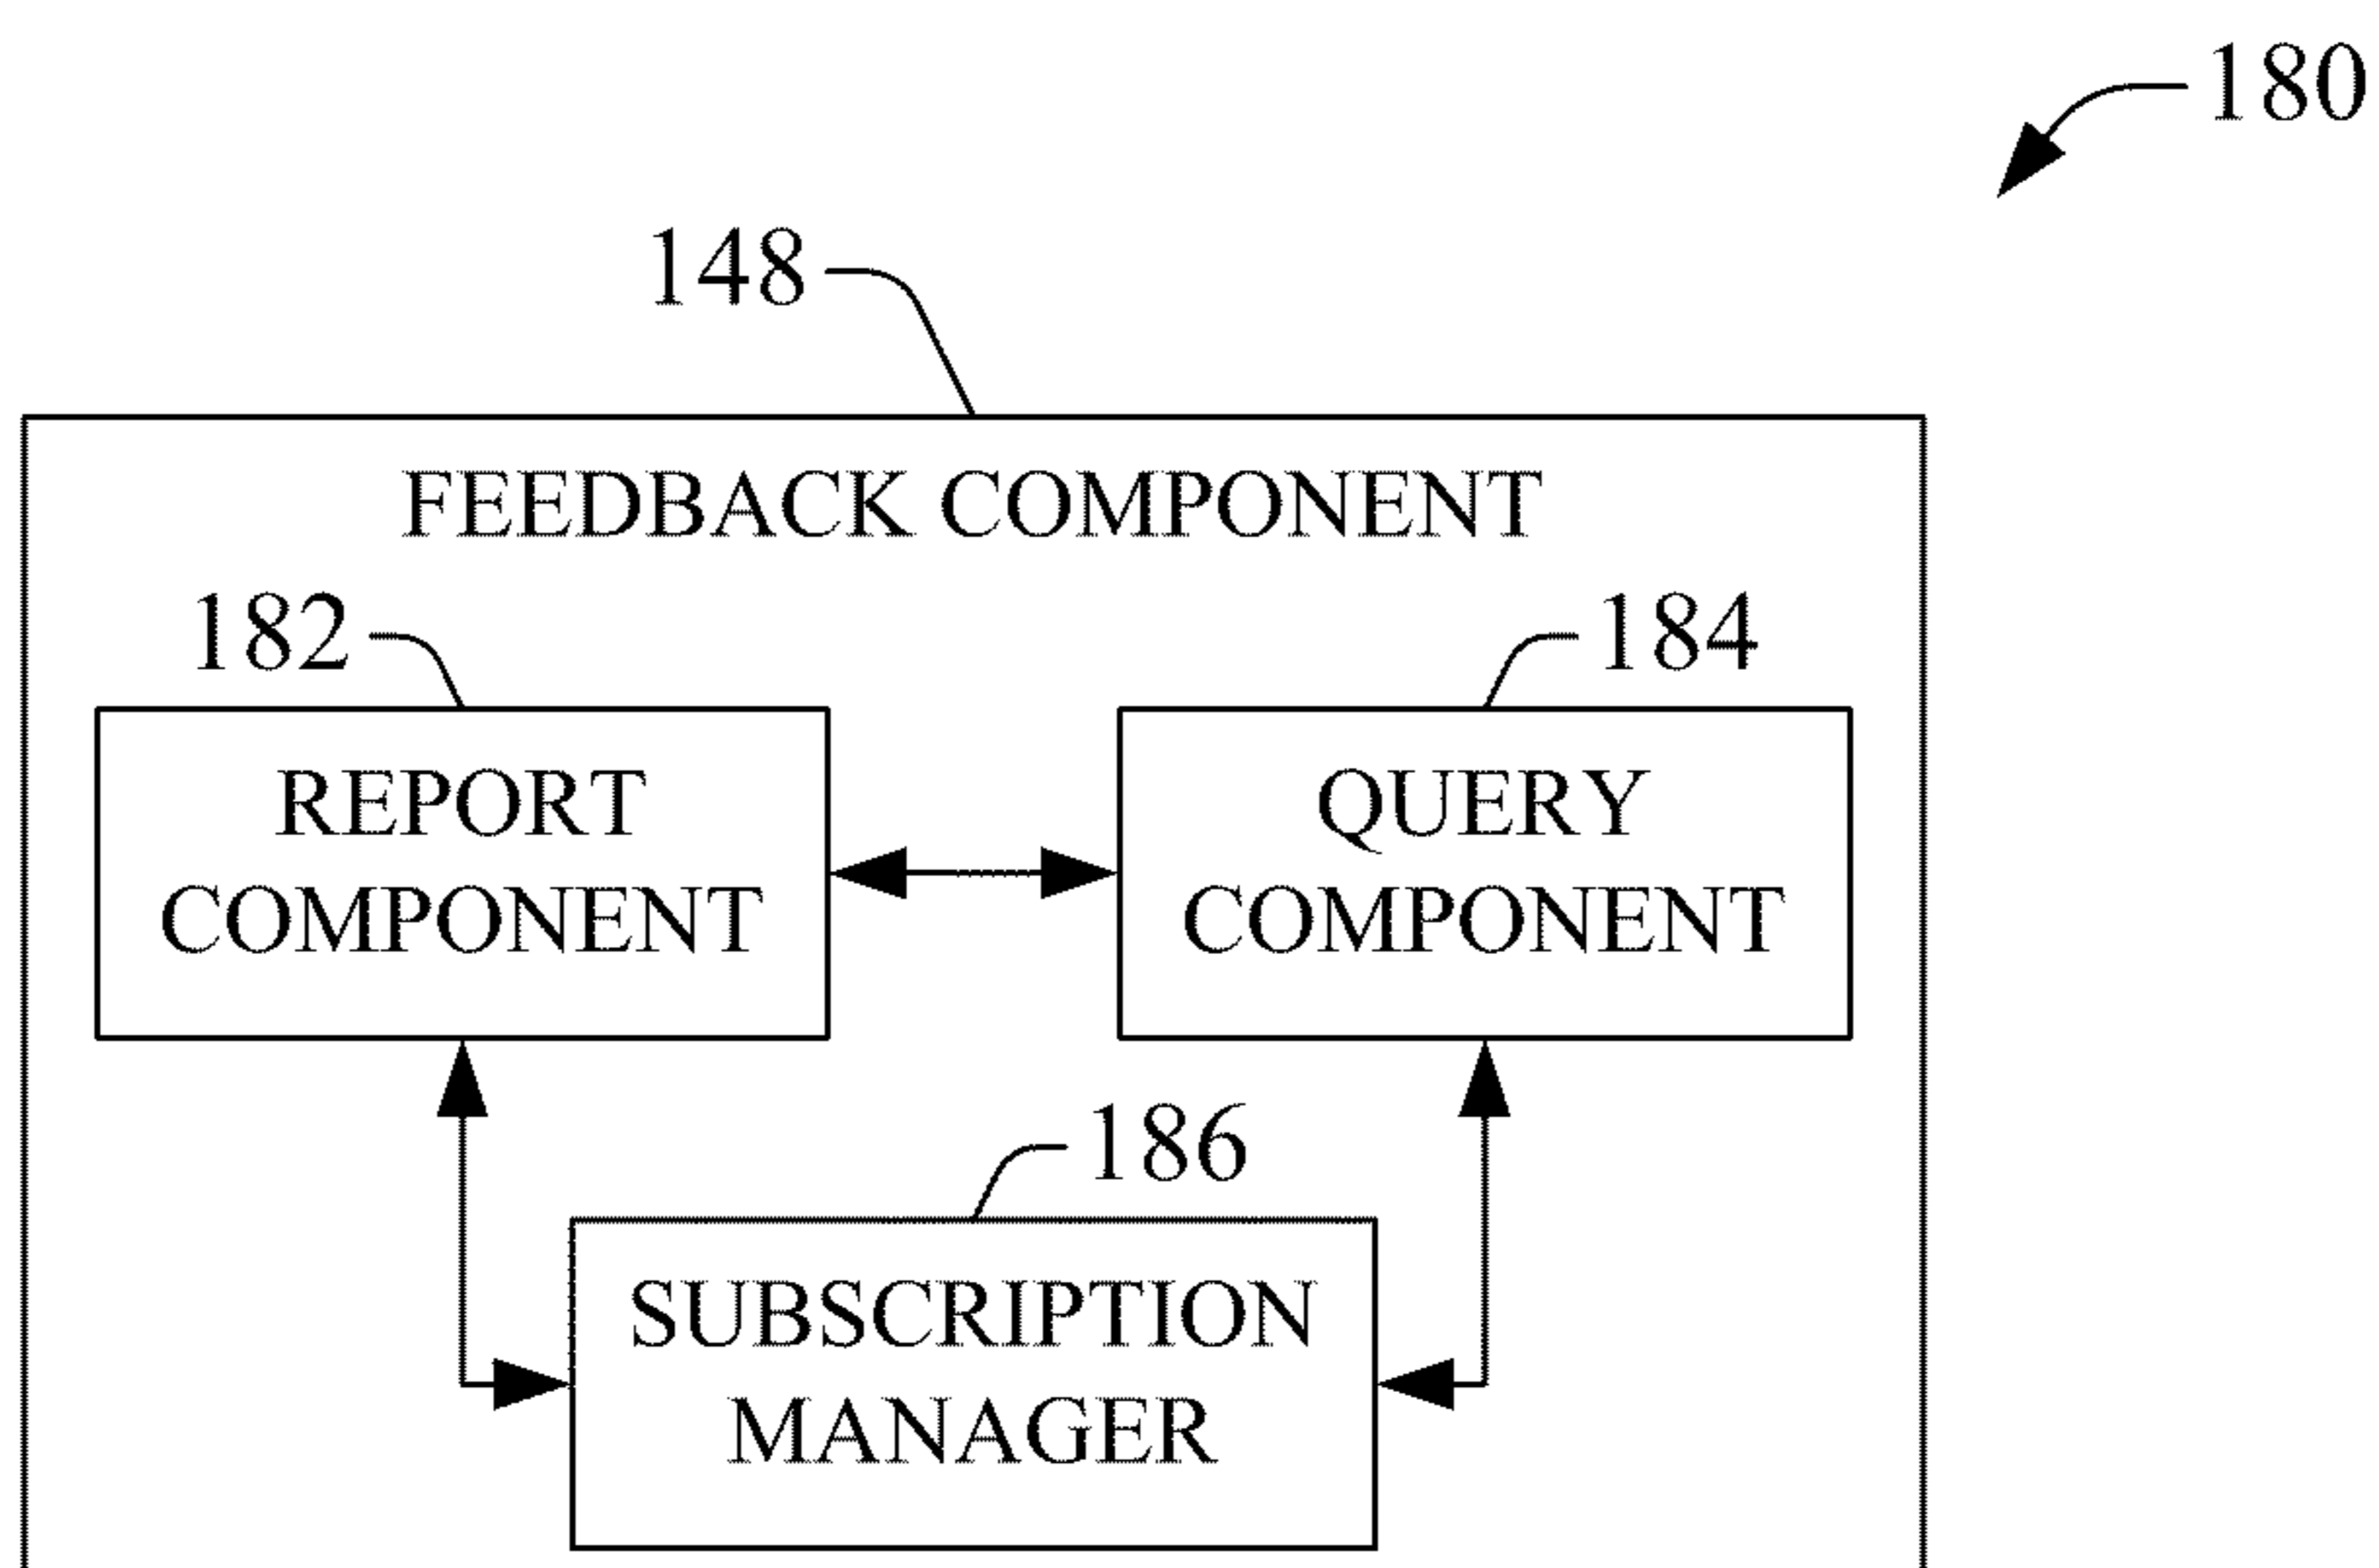 180
148
FEEDBACK COMPONENT
182
184
REPORT
COMPONENT
QUERY
COMPONENT
186
SUBSCRIPTION
MANAGER